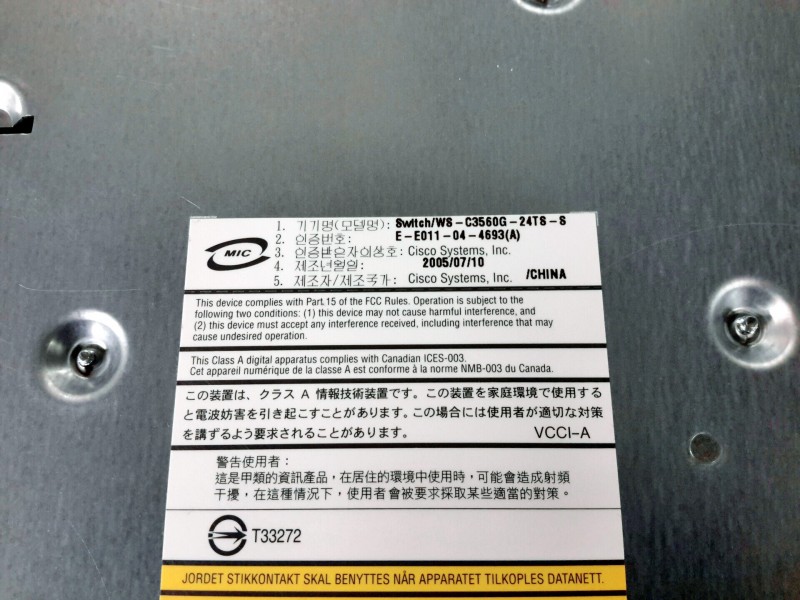 MIC
1. 기기명(모델명): Switch/WS-C3560G-24TS-S
2. 인증번호: E-E011-04-4693(A)
3. 인증받은자의상호: Cisco Systems, Inc.
4. 제조년월일: 2005/07/10
5. 제조자/제조국가: Cisco Systems, Inc. /CHINA
This device complies with Part.15 of the FCC Rules. Operation is subject to the
following two conditions: (1) this device may not cause harmful interference, and
(2) this device must accept any interference received, including interference that may
cause undesired operation.
This Class A digital apparatus complies with Canadian ICES-003.
Cet appareil numérique de la classe A est conforme à la norme NMB-003 du Canada.
この装置は、クラス A 情報技術装置です。この装置を家庭環境で使用する
と電波妨害を引き起こすことがあります。この場合には使用者が適切な対策
を講ずるよう要求されることがあります。 VCCI-A
警告使用者：
這是甲類的資訊產品，在居住的環境中使用時，可能會造成射頻
干擾，在這種情況下，使用者會被要求採取某些適當的對策。
T33272
JORDET STIKKONTAKT SKAL BENYTTES NÅR APPARATET TILKOPLES DATANETT.